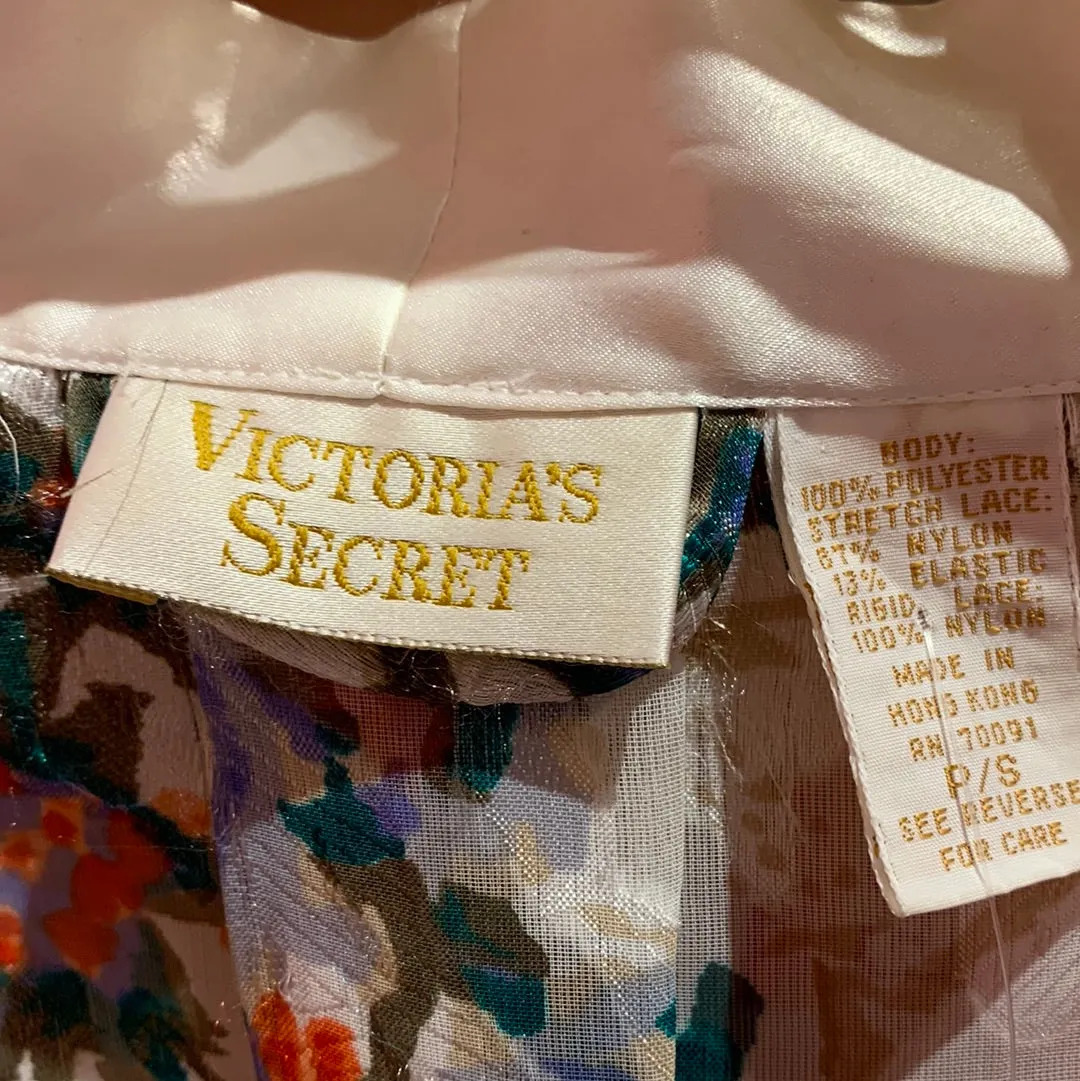 VICTORIA'S
SECRET
BODY:
100% POLYESTER
STRETCH LACE:
87% NYLON
13% ELASTIC
RIGID LACE:
100% NYLON
MADE IN
HONG KONG
RN 70091
P/S
SEE REVERSE
FOR CARE